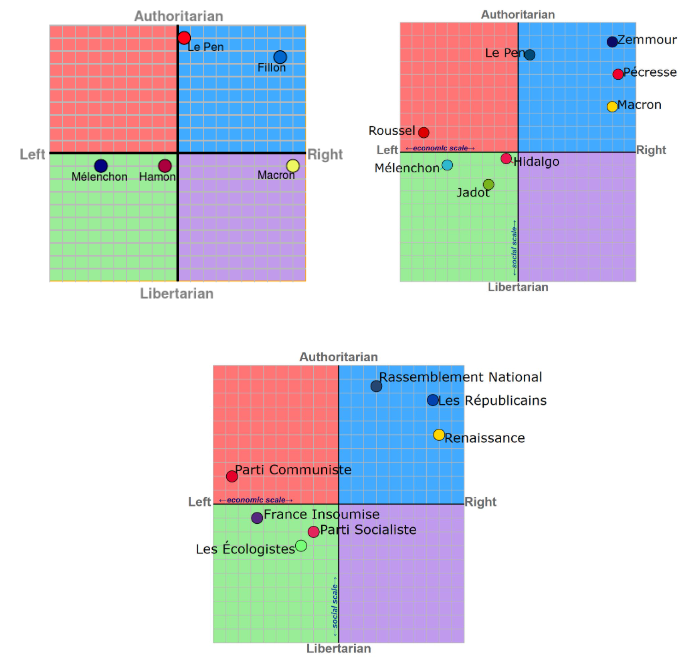 Authoritarian
Le Pen
Fillon
Left
Right
Mélenchon
Hamon
Macron
Libertarian
Authoritarian
Zemmour
Le Pen
Pécresse
Macron
Roussel
Left
←economic scale→
Right
Hidalgo
Mélenchon
Jadot
←social scale→
Libertarian
Authoritarian
Rassemblement National
Les Républicains
Renaissance
Parti Communiste
Left
←economic scale→
Right
France Insoumise
Parti Socialiste
Les Écologistes
←social scale→
Libertarian